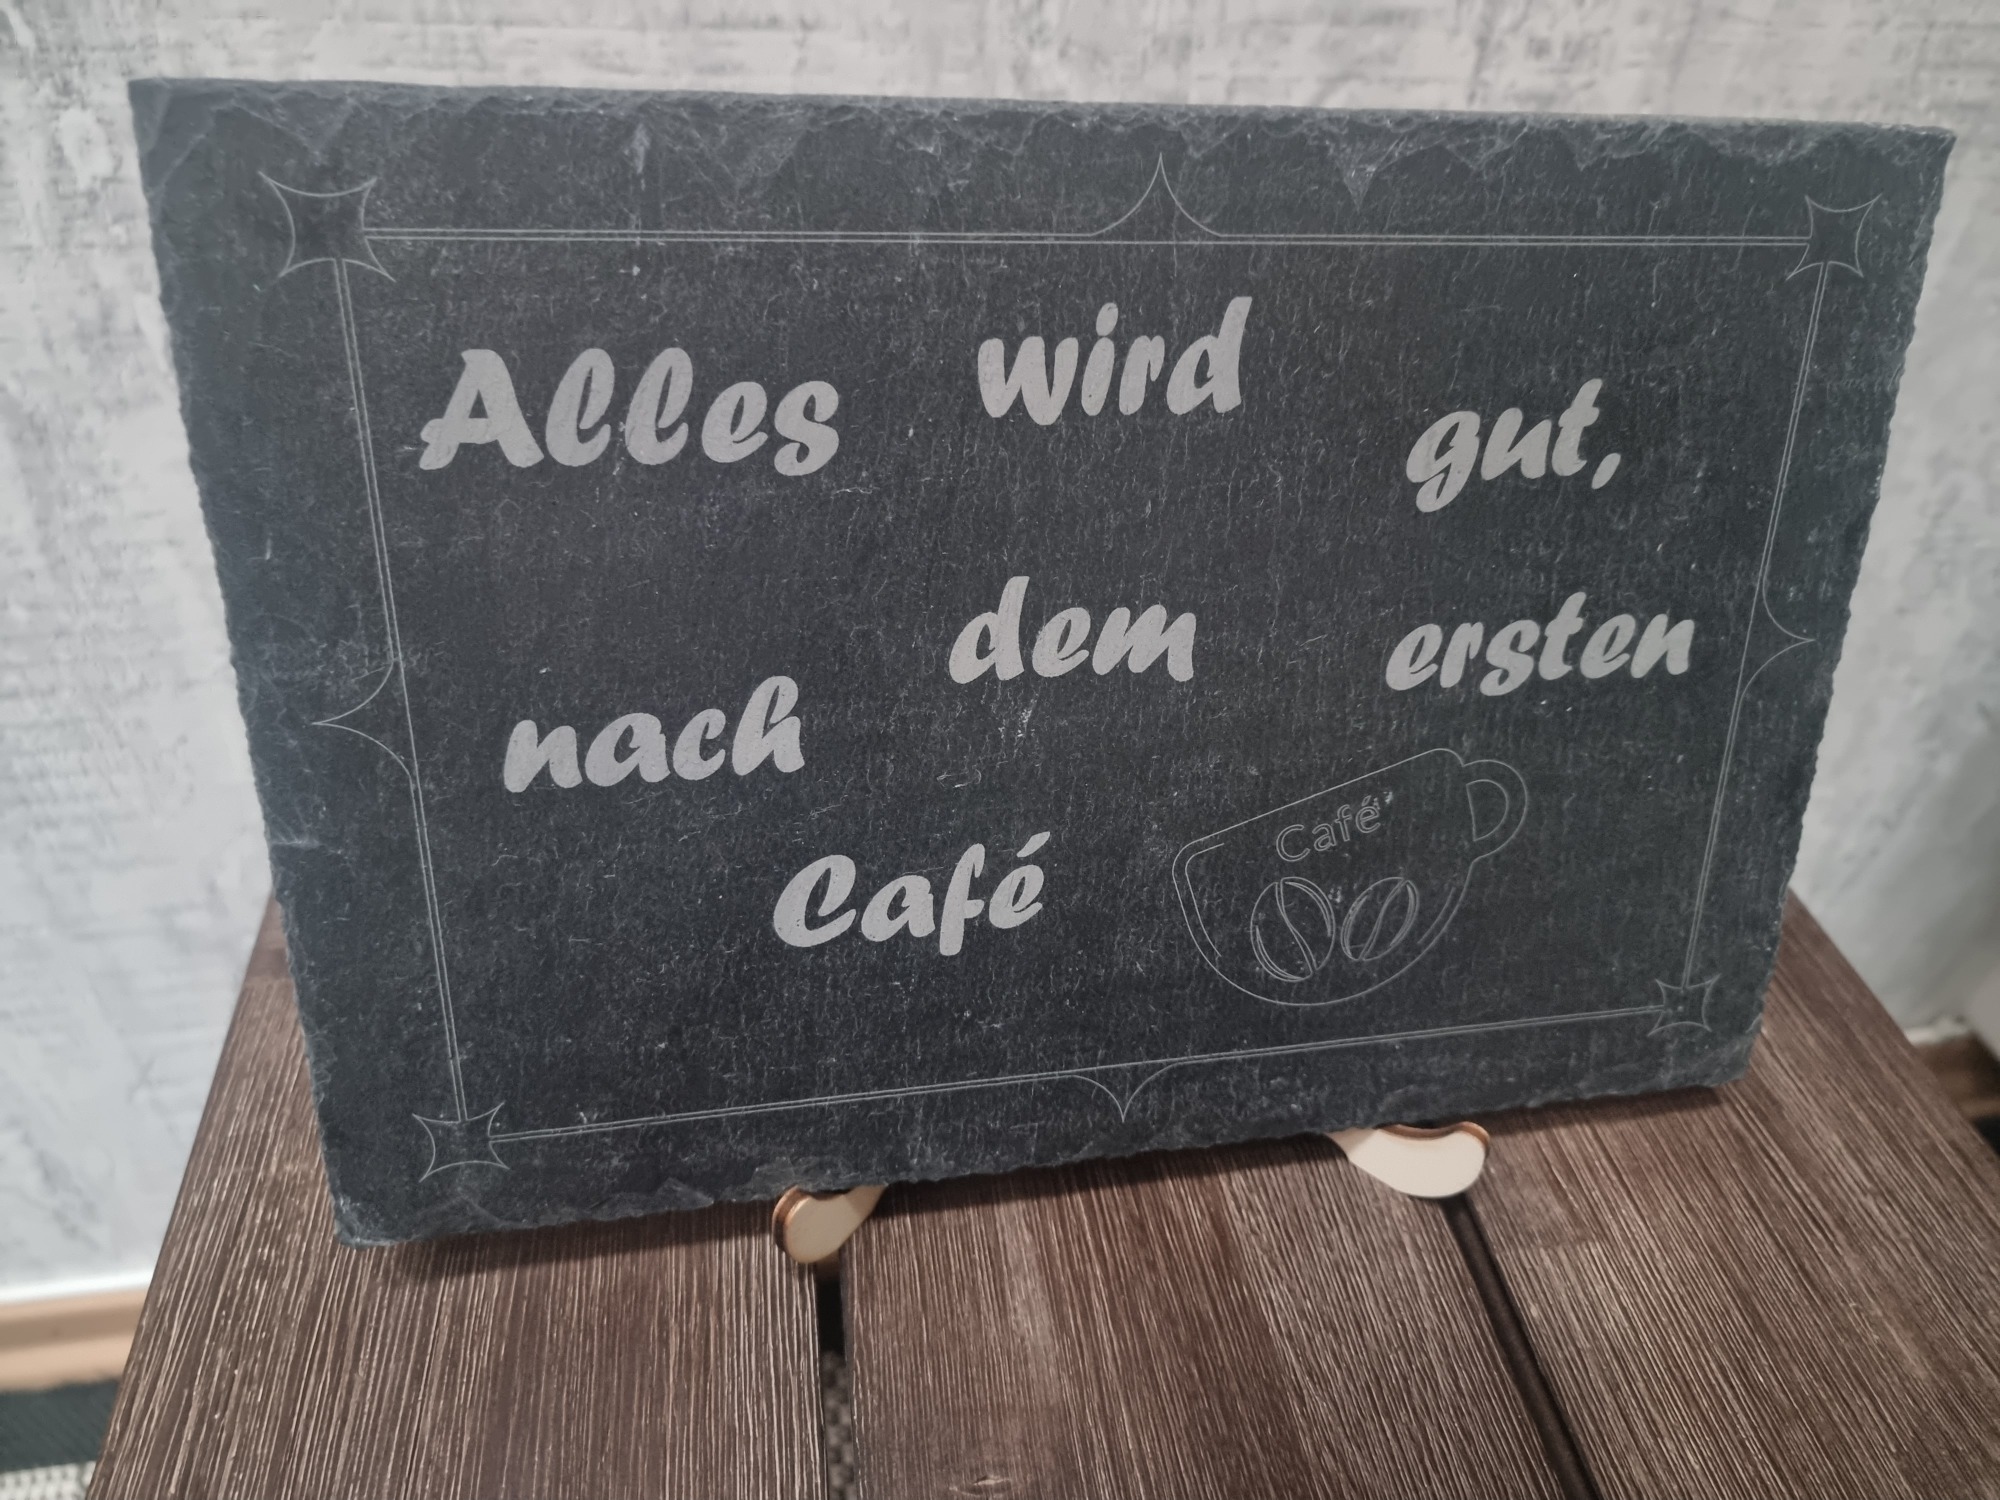 Alles wird gut,
nach dem ersten
Café
Café